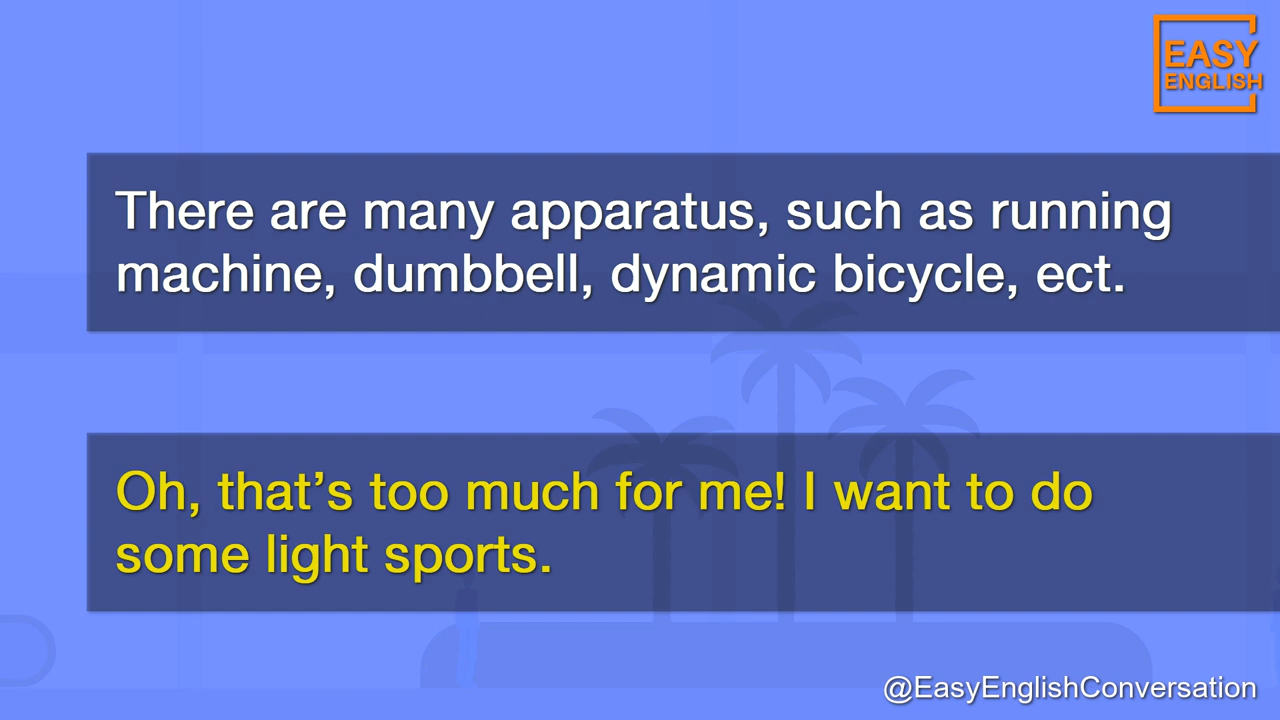 EASY
ENGLISH
There are many apparatus, such as running
machine, dumbbell, dynamic bicycle, ect.
Oh, that’s too much for me! I want to do
some light sports.
@EasyEnglishConversation